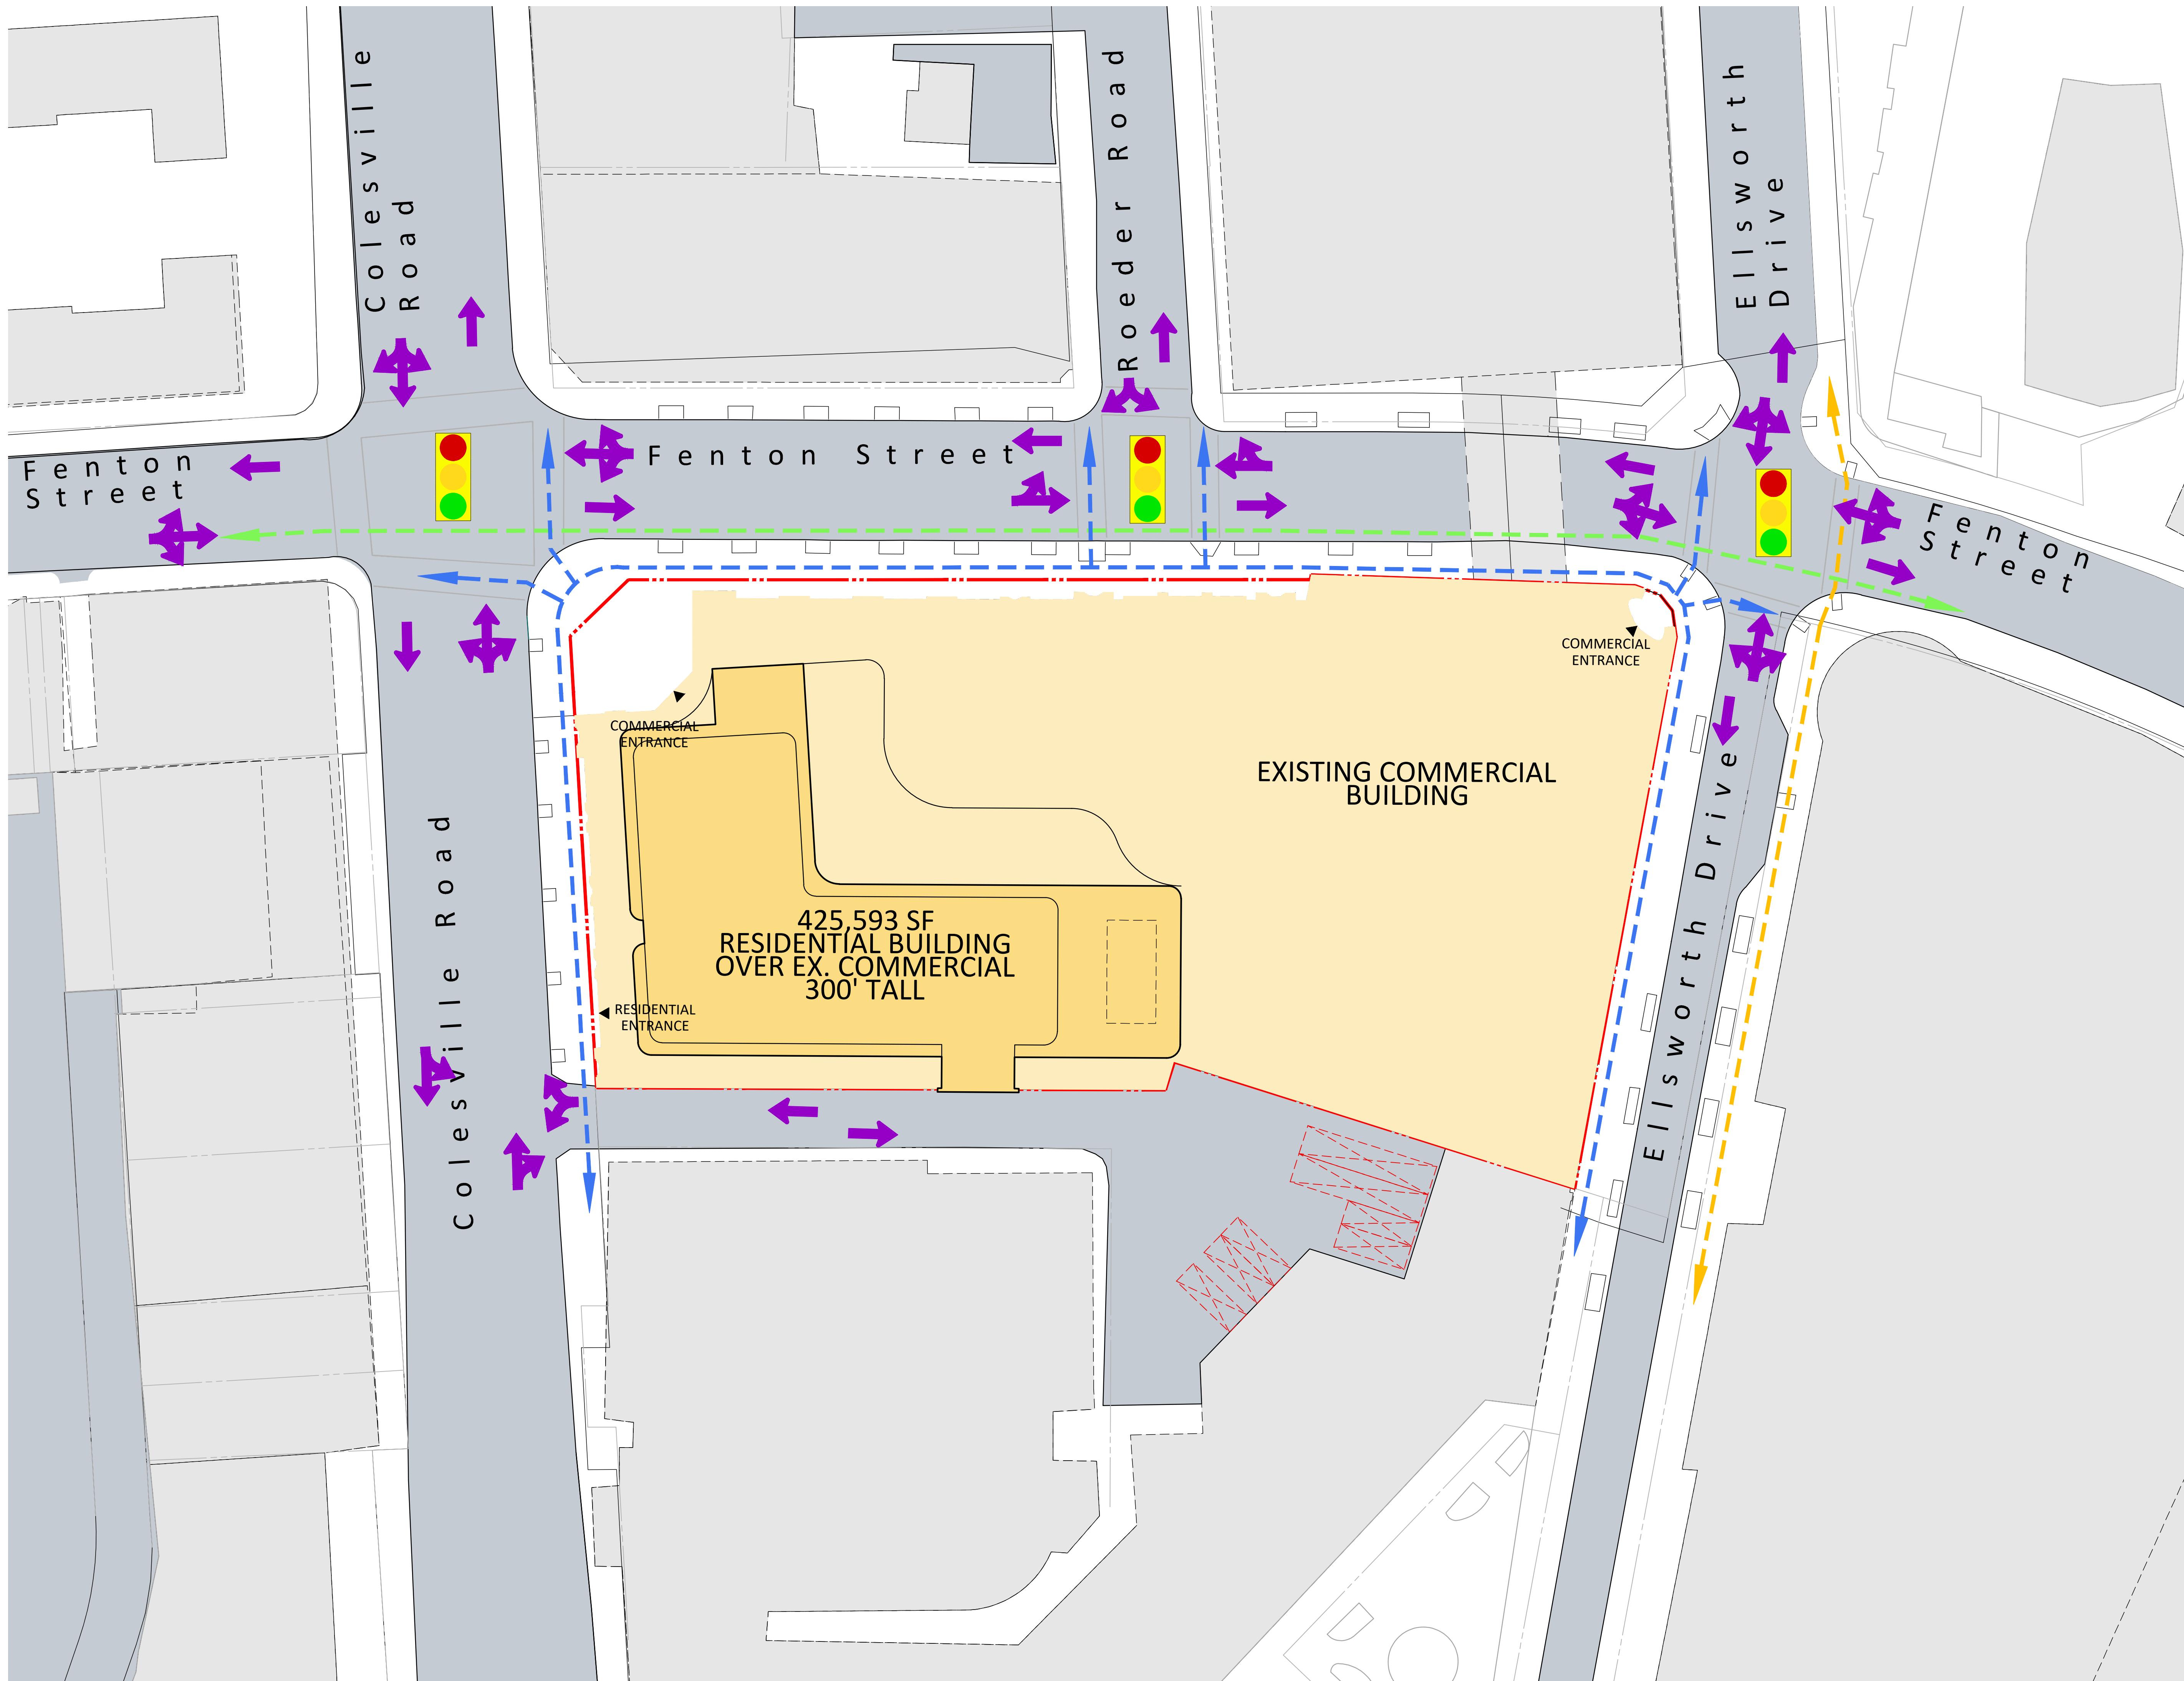 Colesville
Road
Roeder Road
Ellsworth
Drive
Fenton
Street
Fenton Street
Fenton
Street
COMMERCIAL
ENTRANCE
COMMERCIAL
ENTRANCE
EXISTING COMMERCIAL
BUILDING
425,593 SF
RESIDENTIAL BUILDING
OVER EX. COMMERCIAL
300' TALL
RESIDENTIAL
ENTRANCE
Colesville Road
Ellsworth Drive